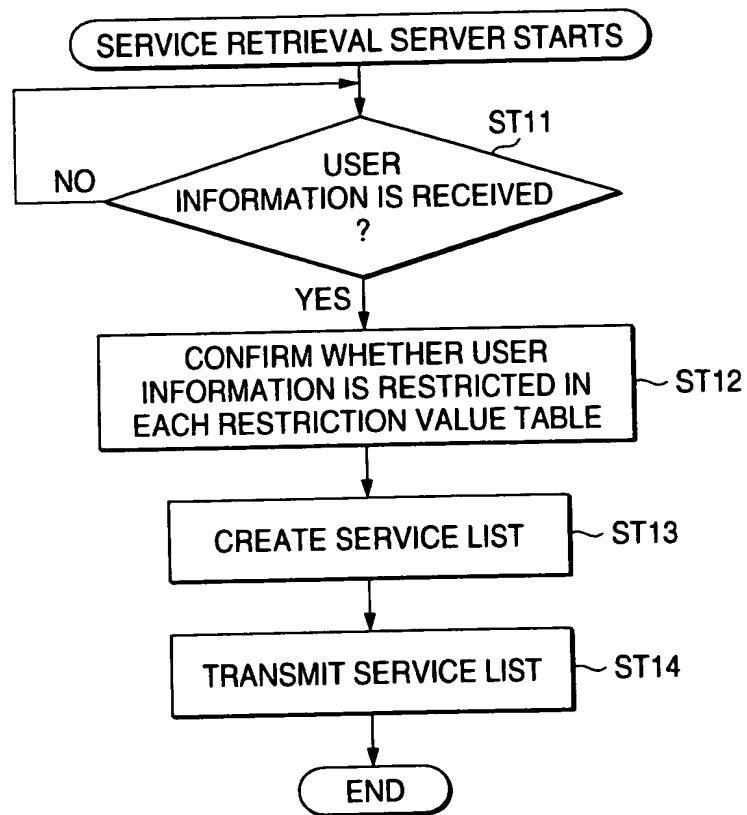 SERVICE RETRIEVAL SERVER STARTS
ST11
USER
INFORMATION IS RECEIVED
?
NO
YES
CONFIRM WHETHER USER
INFORMATION IS RESTRICTED IN
EACH RESTRICTION VALUE TABLE
ST12
CREATE SERVICE LIST
ST13
TRANSMIT SERVICE LIST
ST14
END